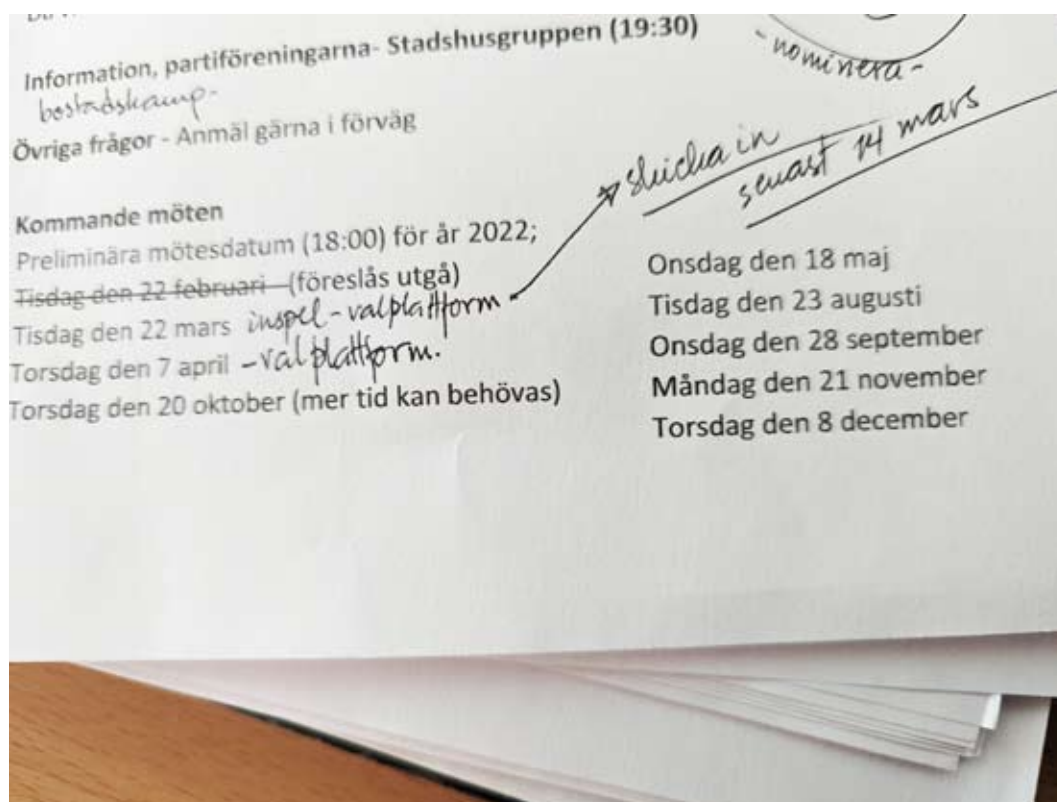 Information, partiföreningarna- Stadshusgruppen (19:30)
- nominera -
bostadskamp-
Övriga frågor - Anmäl gärna i förväg
skicka in
senast 14 mars
Kommande möten
Preliminära mötesdatum (18:00) för år 2022;
Tisdag den 22 februari (föreslås utgå)
Tisdag den 22 mars inspel - valplattform
Torsdag den 7 april - valplattform.
Torsdag den 20 oktober (mer tid kan behövas)
Onsdag den 18 maj
Tisdag den 23 augusti
Onsdag den 28 september
Måndag den 21 november
Torsdag den 8 december